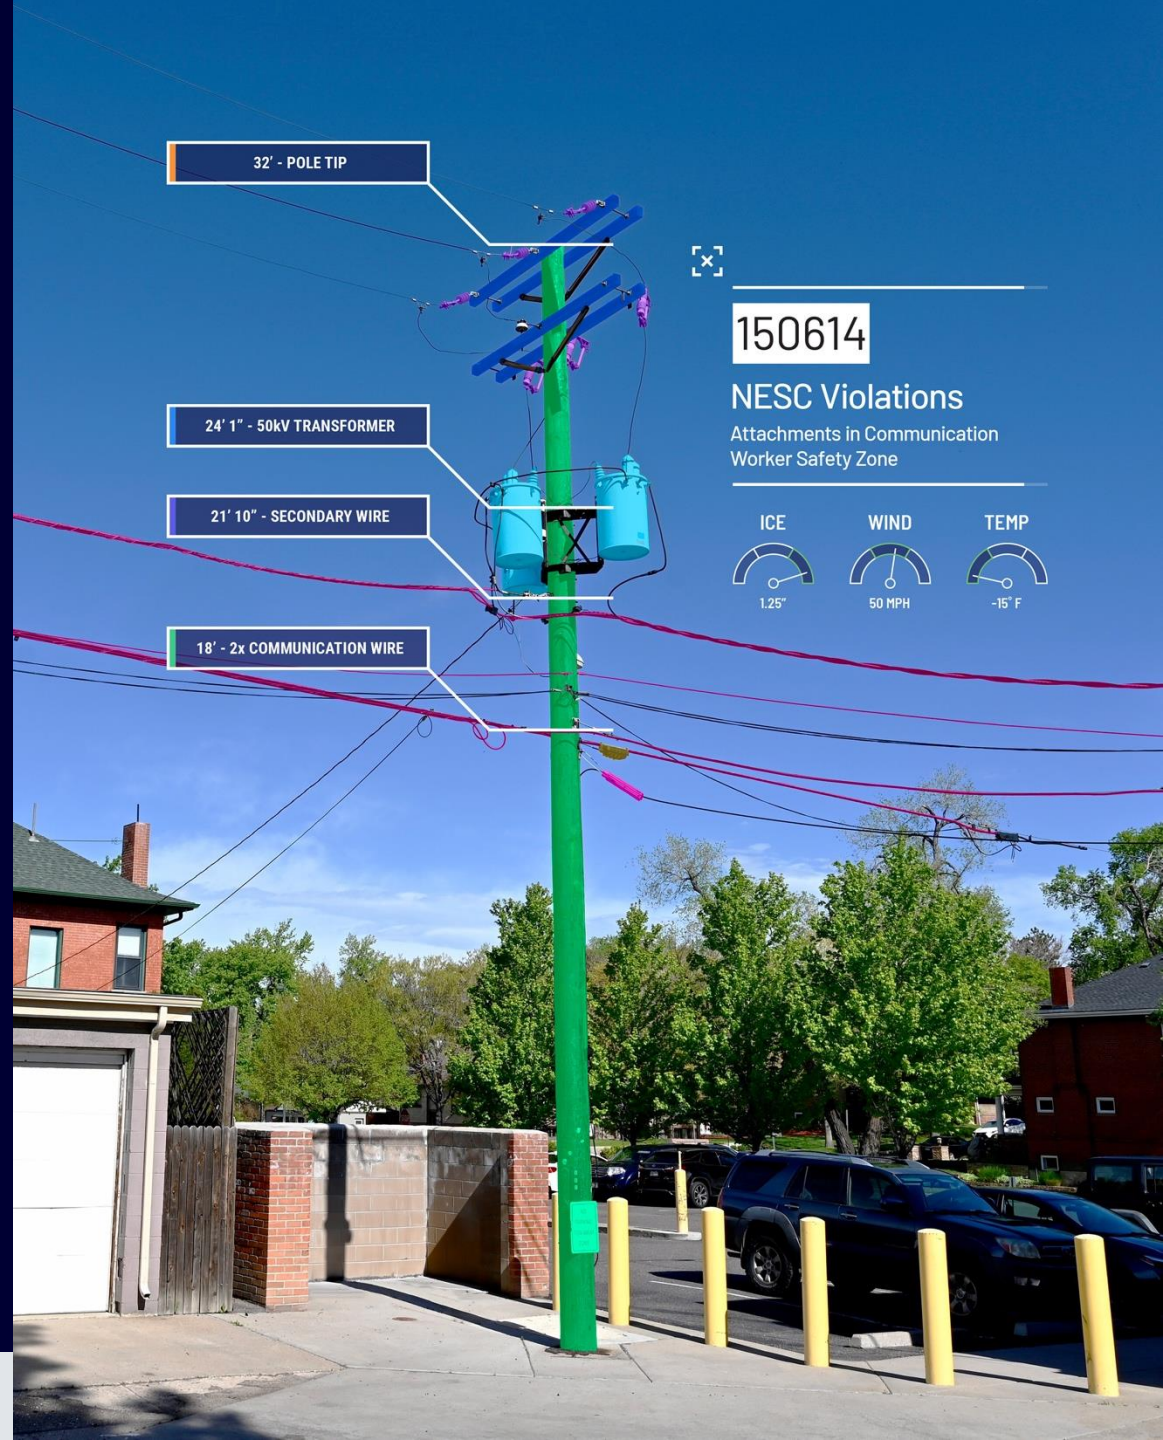 32' - POLE TIP
150614
NESC Violations
Attachments in Communication
Worker Safety Zone
24' 1" - 50kV TRANSFORMER
21' 10" - SECONDARY WIRE
ICE
WIND
TEMP
1.25"
50 MPH
-15° F
18' - 2x COMMUNICATION WIRE